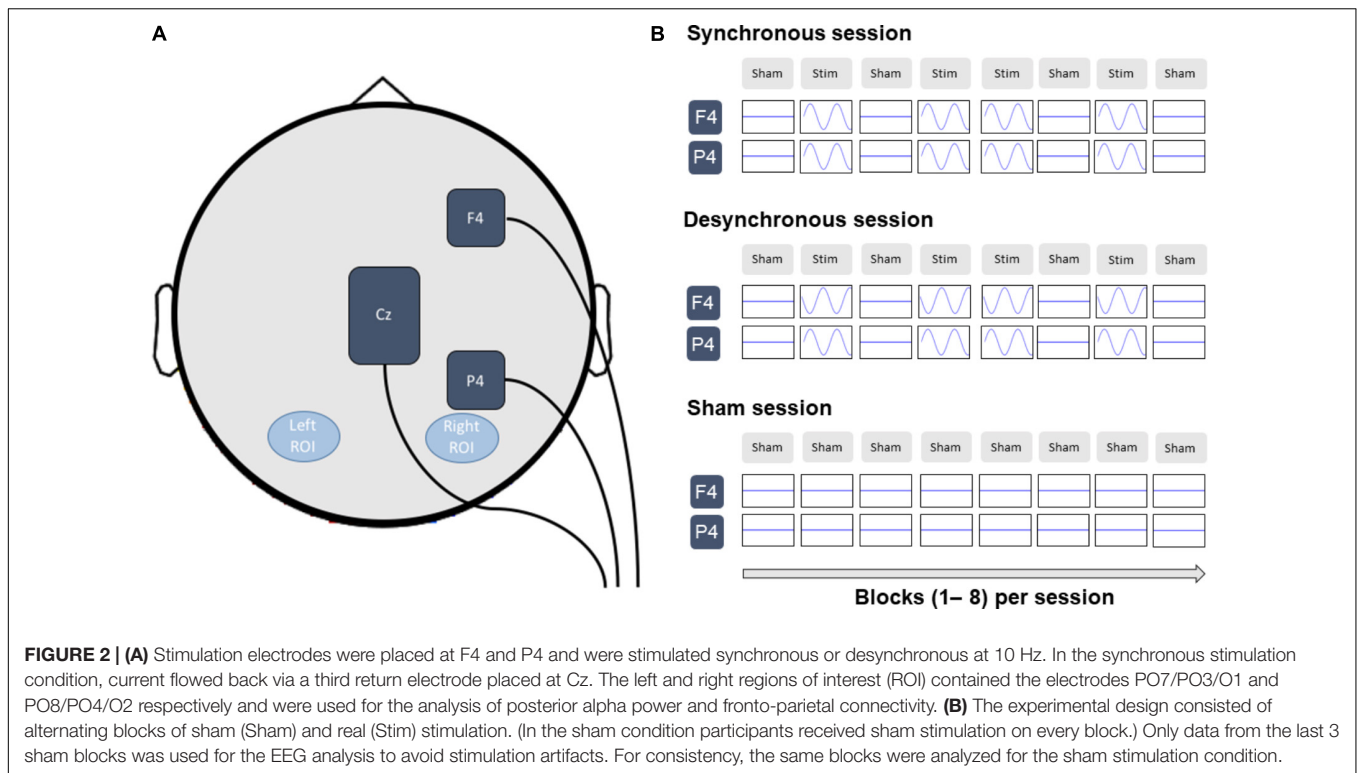 A
B Synchronous session
Sham Stim Sham Stim Stim Sham Stim Sham
F4
P4
Desynchronous session
Sham Stim Sham Stim Stim Sham Stim Sham
F4
P4
Sham session
Sham Sham Sham Sham Sham Sham Sham Sham
F4
P4
Blocks (1– 8) per session
F4
Cz
P4
Left
ROI
Right
ROI
FIGURE 2 | (A) Stimulation electrodes were placed at F4 and P4 and were stimulated synchronous or desynchronous at 10 Hz. In the synchronous stimulation
condition, current flowed back via a third return electrode placed at Cz. The left and right regions of interest (ROI) contained the electrodes PO7/PO3/O1 and
PO8/PO4/O2 respectively and were used for the analysis of posterior alpha power and fronto-parietal connectivity. (B) The experimental design consisted of
alternating blocks of sham (Sham) and real (Stim) stimulation. (In the sham condition participants received sham stimulation on every block.) Only data from the last 3
sham blocks was used for the EEG analysis to avoid stimulation artifacts. For consistency, the same blocks were analyzed for the sham stimulation condition.